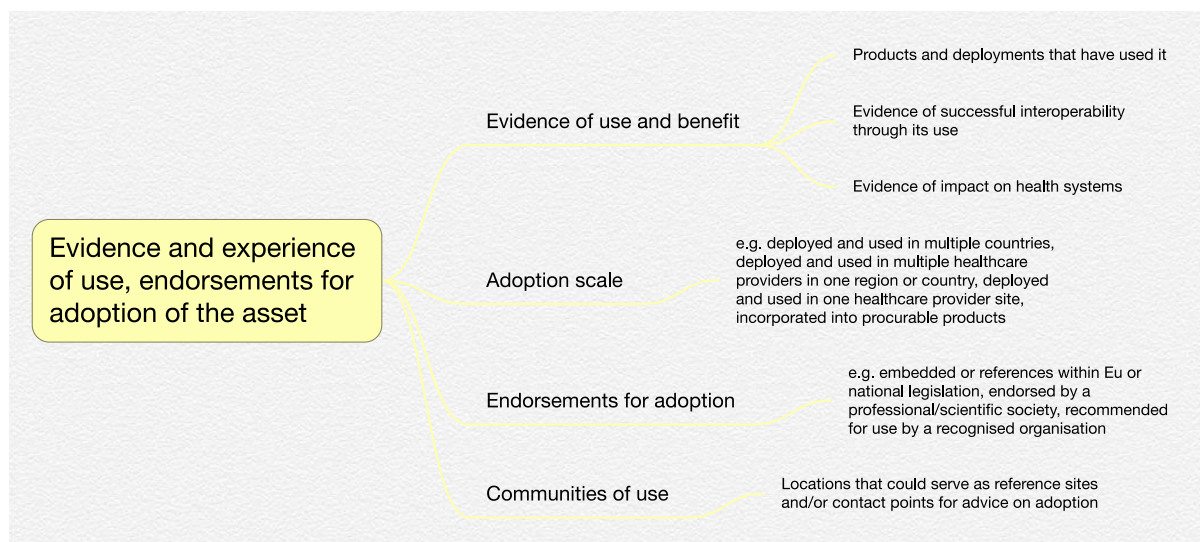 Evidence and experience
of use, endorsements for
adoption of the asset
Evidence of use and benefit
Products and deployments that have used it
Evidence of successful interoperability
through its use
Evidence of impact on health systems
Adoption scale
e.g. deployed and used in multiple countries,
deployed and used in multiple healthcare
providers in one region or country, deployed
and used in one healthcare provider site,
incorporated into procurable products
Endorsements for adoption
e.g. embedded or references within Eu or
national legislation, endorsed by a
professional/scientific society, recommended
for use by a recognised organisation
Communities of use
Locations that could serve as reference sites
and/or contact points for advice on adoption